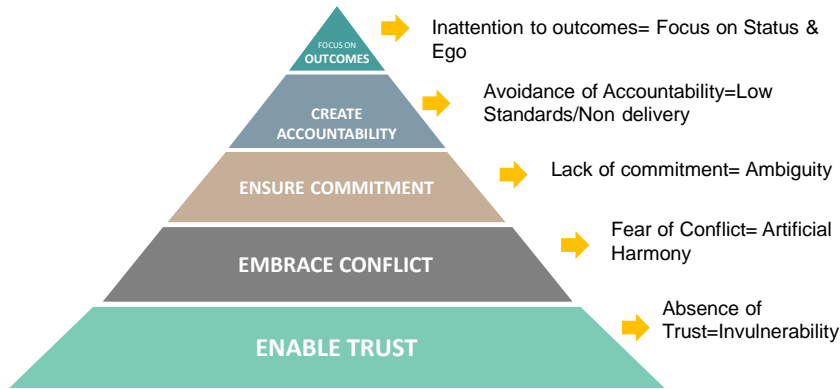 FOCUS ON
OUTCOMES
Inattention to outcomes= Focus on Status &
Ego
CREATE
ACCOUNTABILITY
Avoidance of Accountability=Low
Standards/Non delivery
ENSURE COMMITMENT
Lack of commitment= Ambiguity
EMBRACE CONFLICT
Fear of Conflict= Artificial
Harmony
ENABLE TRUST
Absence of
Trust=Invulnerability